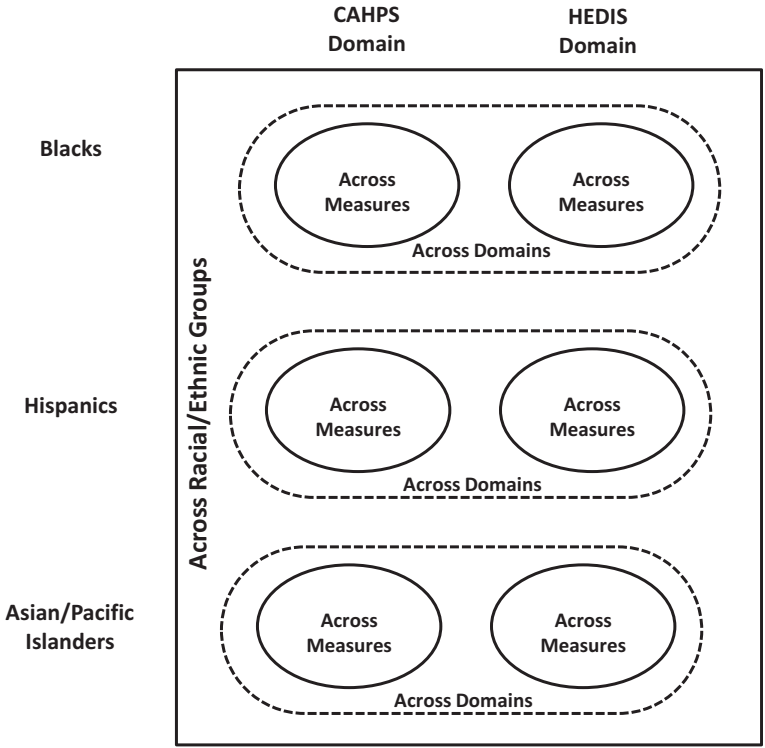 CAHPS
Domain
HEDIS
Domain
Across Racial/Ethnic Groups
Blacks
Across
Measures
Across
Measures
Across Domains
Hispanics
Across
Measures
Across
Measures
Across Domains
Asian/Pacific
Islanders
Across
Measures
Across
Measures
Across Domains